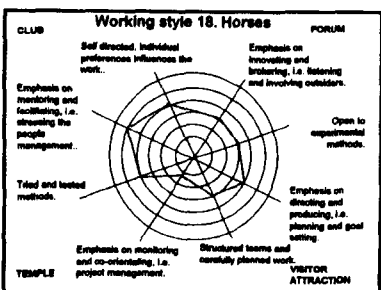 Working style 18. Horses
CLUB
FORUM
Self directed. Individual
preferences influences the
work..
Emphasis on
innovating and
brokering, i.e. listening
and involving outsiders.
Emphasis on
mentoring and
facilitating, i.e.
stressing the
people
management..
Open to
experimental
methods.
Tried and tested
methods.
Emphasis on
directing and
producing, i.e.
planning and goal
setting.
Emphasis on monitoring
and co-orientating, i.e.
project management.
Structured teams and
carefully planned work.
TEMPLE
VISITOR
ATTRACTION